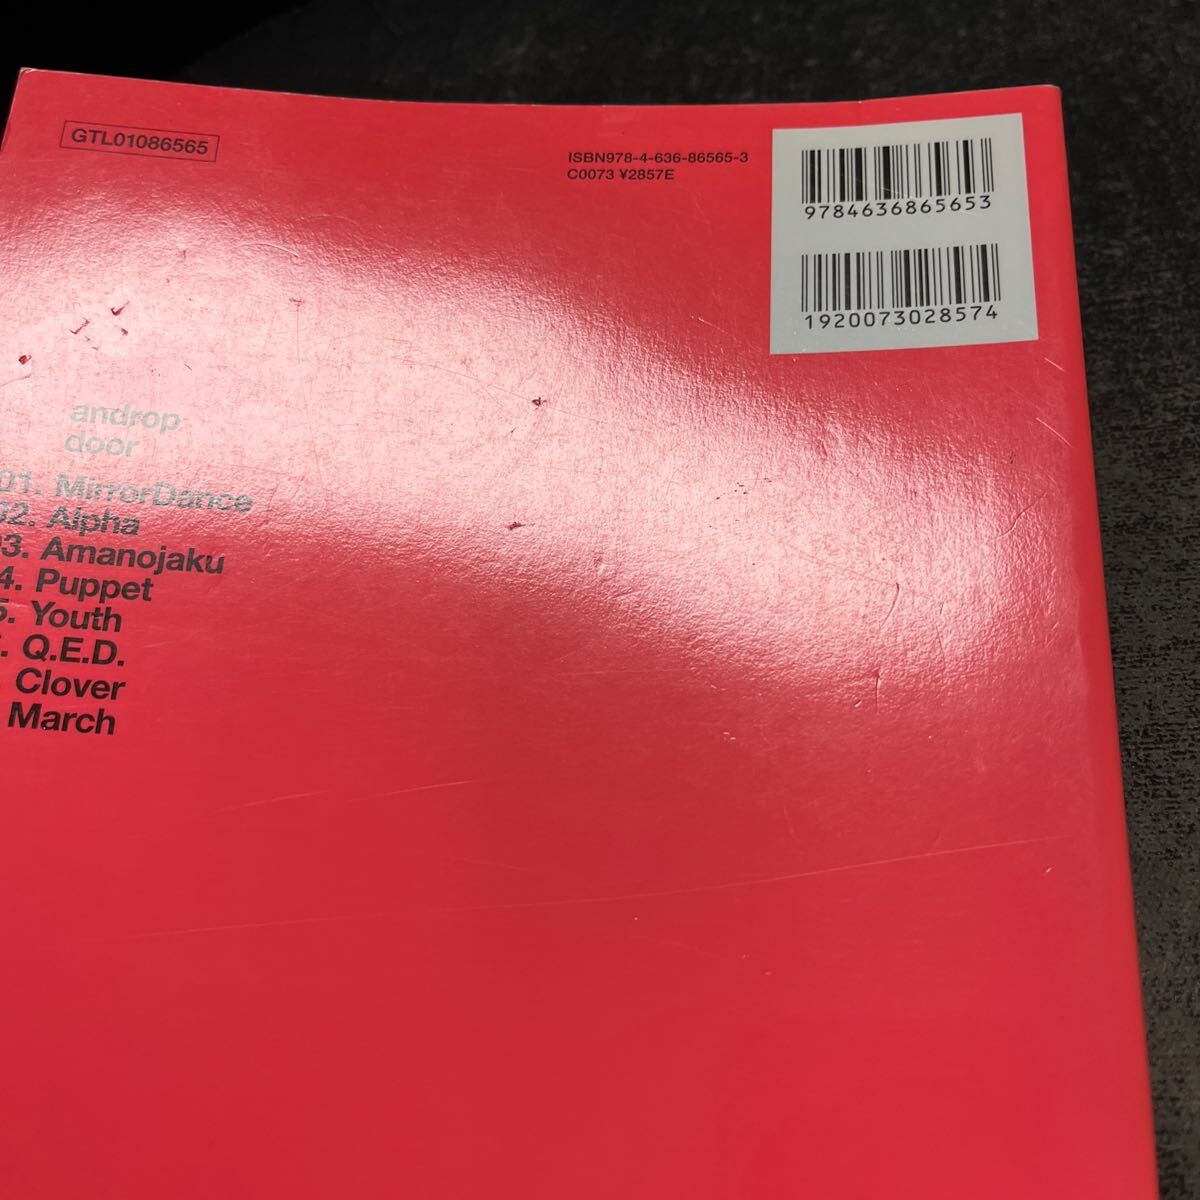 GTL01086565
ISBN978-4-636-86565-3
C0073 ¥2857E
9784636865653
1920073028574
androp
door
01. MirrorDance
02. Alpha
03. Amanojaku
4. Puppet
5. Youth
. Q.E.D.
. Clover
March